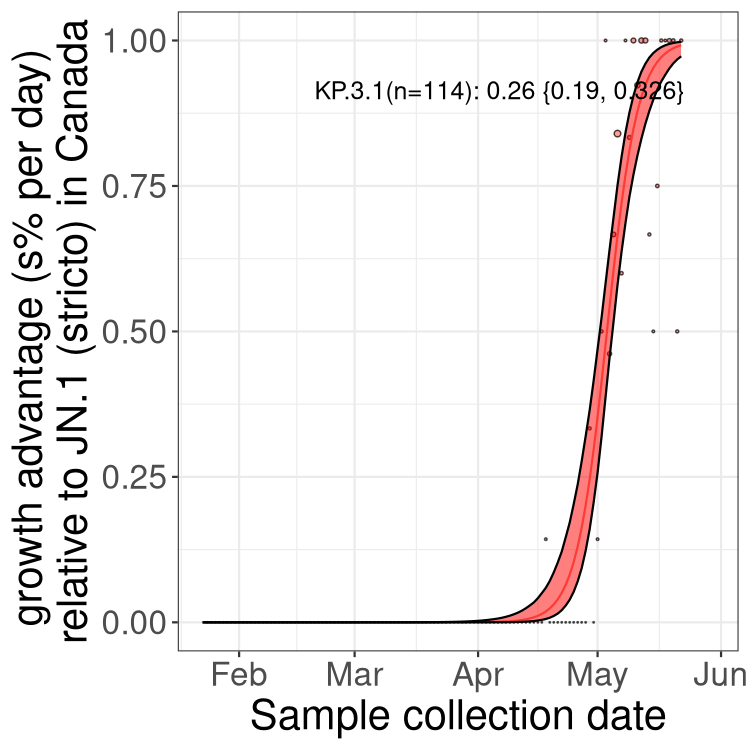 growth advantage (s% per day)
relative to JN.1 (stricto) in Canada
1.00
0.75
0.50
0.25
0.00
KP.3.1(n=114): 0.26 {0.19, 0.326}
Feb Mar Apr May Jun
Sample collection date